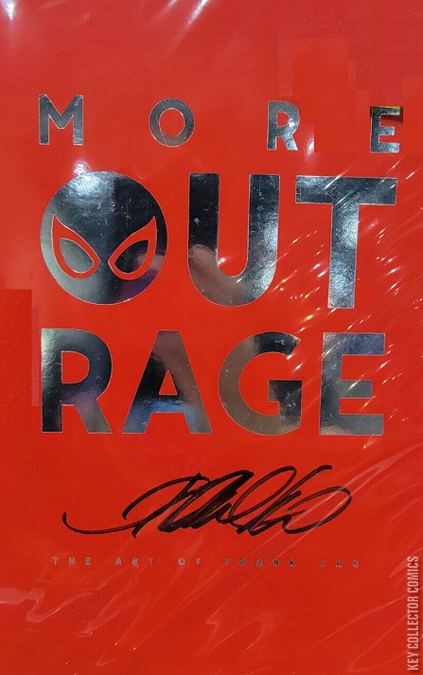 MORE
OUT
RAGE
THE ART OF FRANK CHO
KEY COLLECTOR COMICS